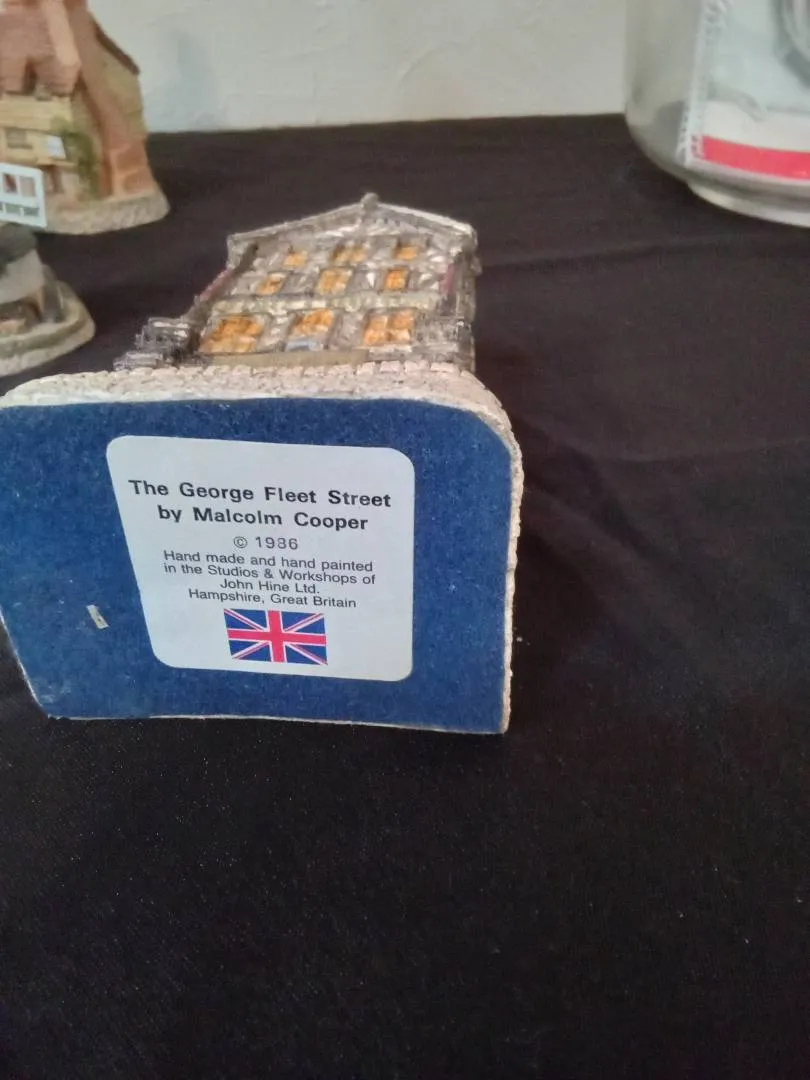 The George Fleet Street
by Malcolm Cooper
© 1986
Hand made and hand painted
in the Studios & Workshops of
John Hine Ltd.
Hampshire, Great Britain